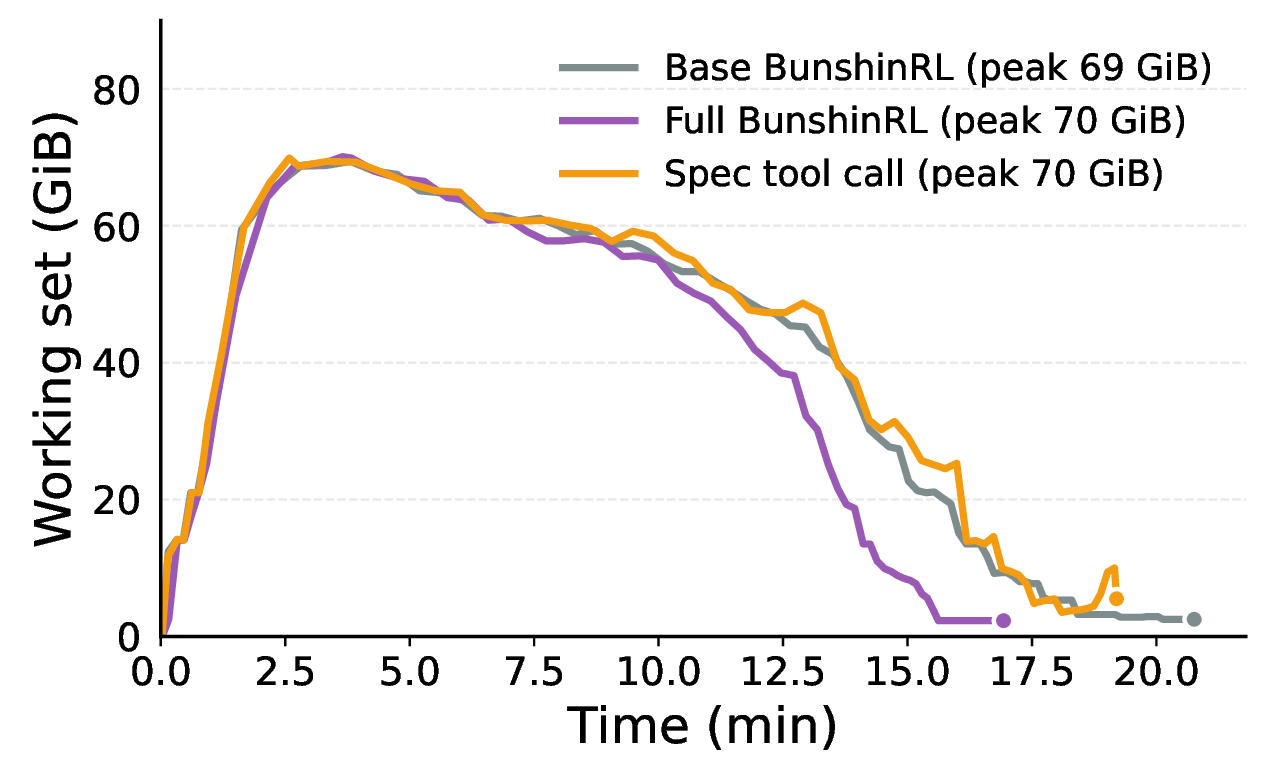 Base BunshinRL (peak 69 GiB)
Full BunshinRL (peak 70 GiB)
Spec tool call (peak 70 GiB)
Working set (GiB)
80
60
40
20
0
0.0 2.5 5.0 7.5 10.0 12.5 15.0 17.5 20.0
Time (min)